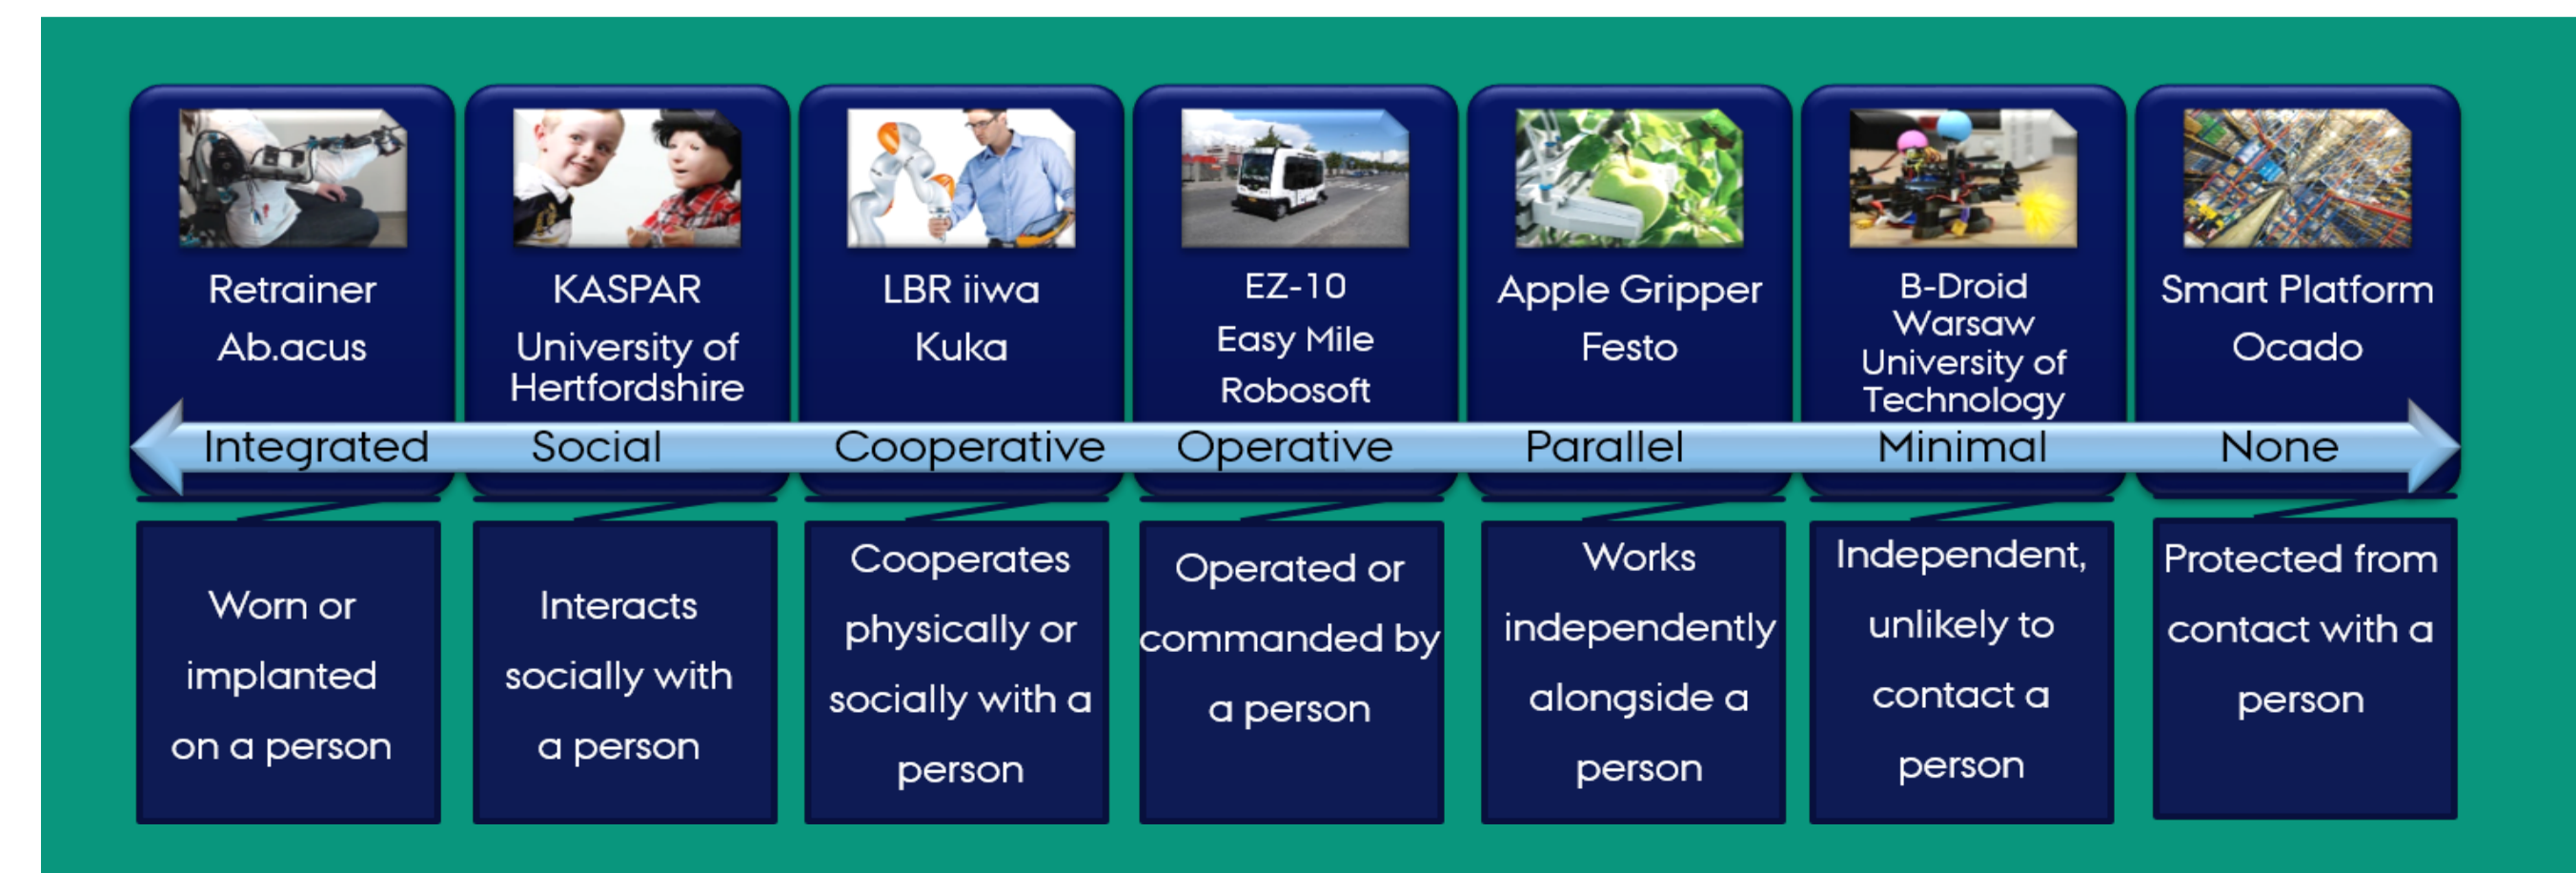 Retrainer
Ab.acus
KASPAR
University of
Hertfordshire
LBR iiwa
Kuka
EZ-10
Easy Mile
Robosoft
Apple Gripper
Festo
B-Droid
Warsaw
University of
Technology
Smart Platform
Ocado
Integrated
Social
Cooperative
Operative
Parallel
Minimal
None
Worn or
implanted
on a person
Interacts
socially with
a person
Cooperates
physically or
socially with a
person
Operated or
commanded by
a person
Works
independently
alongside a
person
Independent,
unlikely to
contact a
person
Protected from
contact with a
person